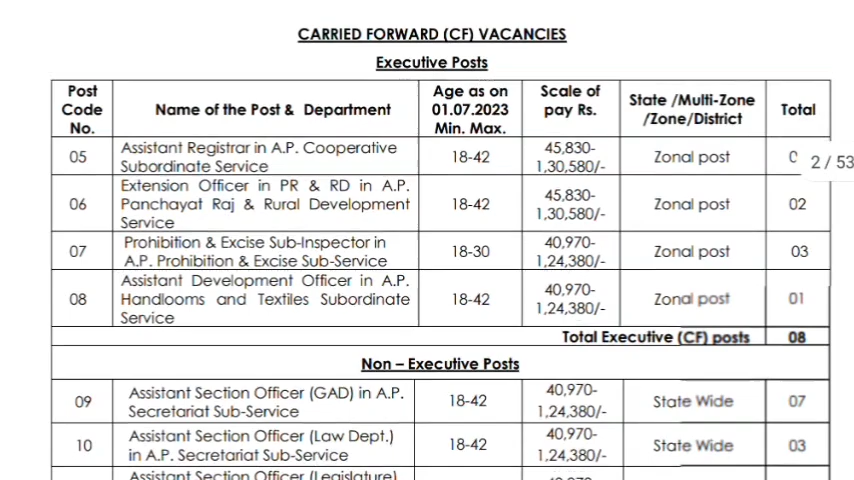 CARRIED FORWARD (CF) VACANCIES
Executive Posts
Post Code No. Name of the Post & Department Age as on 01.07.2023 Min. Max. Scale of pay Rs. State /Multi-Zone /Zone/District Total
05 Assistant Registrar in A.P. Cooperative Subordinate Service 18-42 45,830-1,30,580/- Zonal post
2 / 53
06 Extension Officer in PR & RD in A.P. Panchayat Raj & Rural Development Service 18-42 45,830-1,30,580/- Zonal post 02
07 Prohibition & Excise Sub-Inspector in A.P. Prohibition & Excise Sub-Service 18-30 40,970-1,24,380/- Zonal post 03
08 Assistant Development Officer in A.P. Handlooms and Textiles Subordinate Service 18-42 40,970-1,24,380/- Zonal post 01
Total Executive (CF) posts 08
Non – Executive Posts
09 Assistant Section Officer (GAD) in A.P. Secretariat Sub-Service 18-42 40,970-1,24,380/- State Wide 07
10 Assistant Section Officer (Law Dept.) in A.P. Secretariat Sub-Service 18-42 40,970-1,24,380/- State Wide 03
Assistant Section Officer (Legislature)